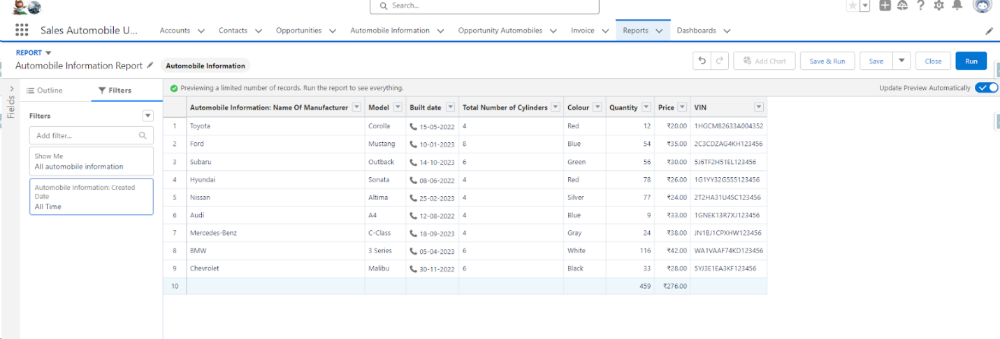 Search...
Sales Automobile U... Accounts Contacts Opportunities Automobile Information Opportunity Automobiles Invoice Reports Dashboards
REPORT
Automobile Information Report Automobile Information Add Chart Save & Run Save Close Run
Fields
Outline Filters
Previewing a limited number of records. Run the report to see everything. Update Preview Automatically
Filters
Add filter...
Show Me
All automobile information
Automobile Information: Created
Date
All Time
Automobile Information: Name Of Manufacturer Model Built date Total Number of Cylinders Colour Quantity Price VIN
1 Toyota Corolla 15-05-2022 4 Red 12 ₹20.00 1HGCM82633A004352
2 Ford Mustang 10-01-2023 8 Blue 54 ₹35.00 2C3CDZAG4KH123456
3 Subaru Outback 14-10-2023 6 Green 56 ₹30.00 5J6TF2H51EL123456
4 Hyundai Sonata 08-06-2022 4 Red 78 ₹26.00 1G1YY32G555123456
5 Nissan Altima 25-02-2023 4 Silver 77 ₹24.00 2T2HA31U45C123456
6 Audi A4 12-08-2022 4 Blue 9 ₹33.00 1GNEK13R7XJ123456
7 Mercedes-Benz C-Class 18-09-2023 4 Gray 24 ₹38.00 JN1BJ1CPXHW123456
8 BMW 3 Series 05-04-2023 6 White 116 ₹42.00 WA1VAAF74KD123456
9 Chevrolet Malibu 30-11-2022 6 Black 33 ₹28.00 5YJ3E1EA3KF123456
10 459 ₹276.00